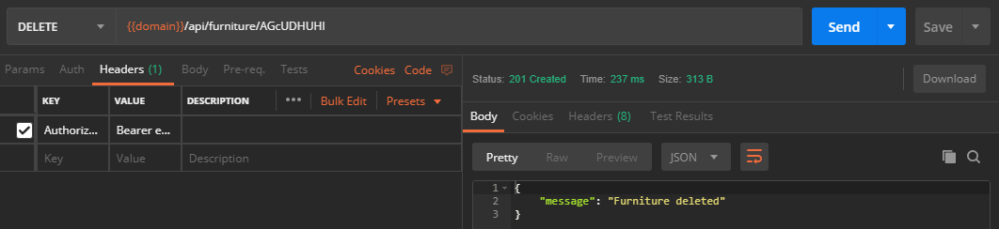 DELETE {{domain}}/api/furniture/AGcUDHUHI Send Save
Params Auth Headers (1) Body Pre-req. Tests Cookies Code
KEY VALUE DESCRIPTION ••• Bulk Edit Presets
Authoriz... Bearer e...
Key Value Description
Status: 201 Created Time: 237 ms Size: 313 B Download
Body Cookies Headers (8) Test Results
Pretty Raw Preview JSON
1 {
2 "message": "Furniture deleted"
3 }